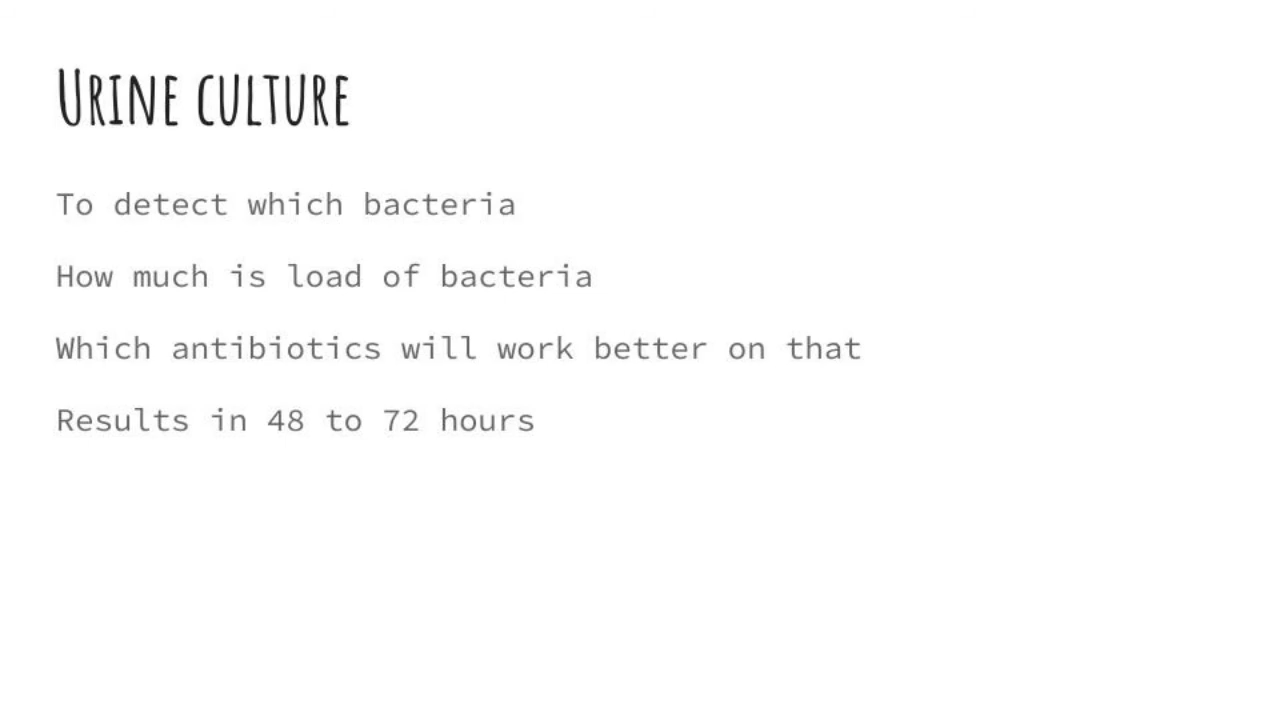 Urine culture
To detect which bacteria
How much is load of bacteria
Which antibiotics will work better on that
Results in 48 to 72 hours